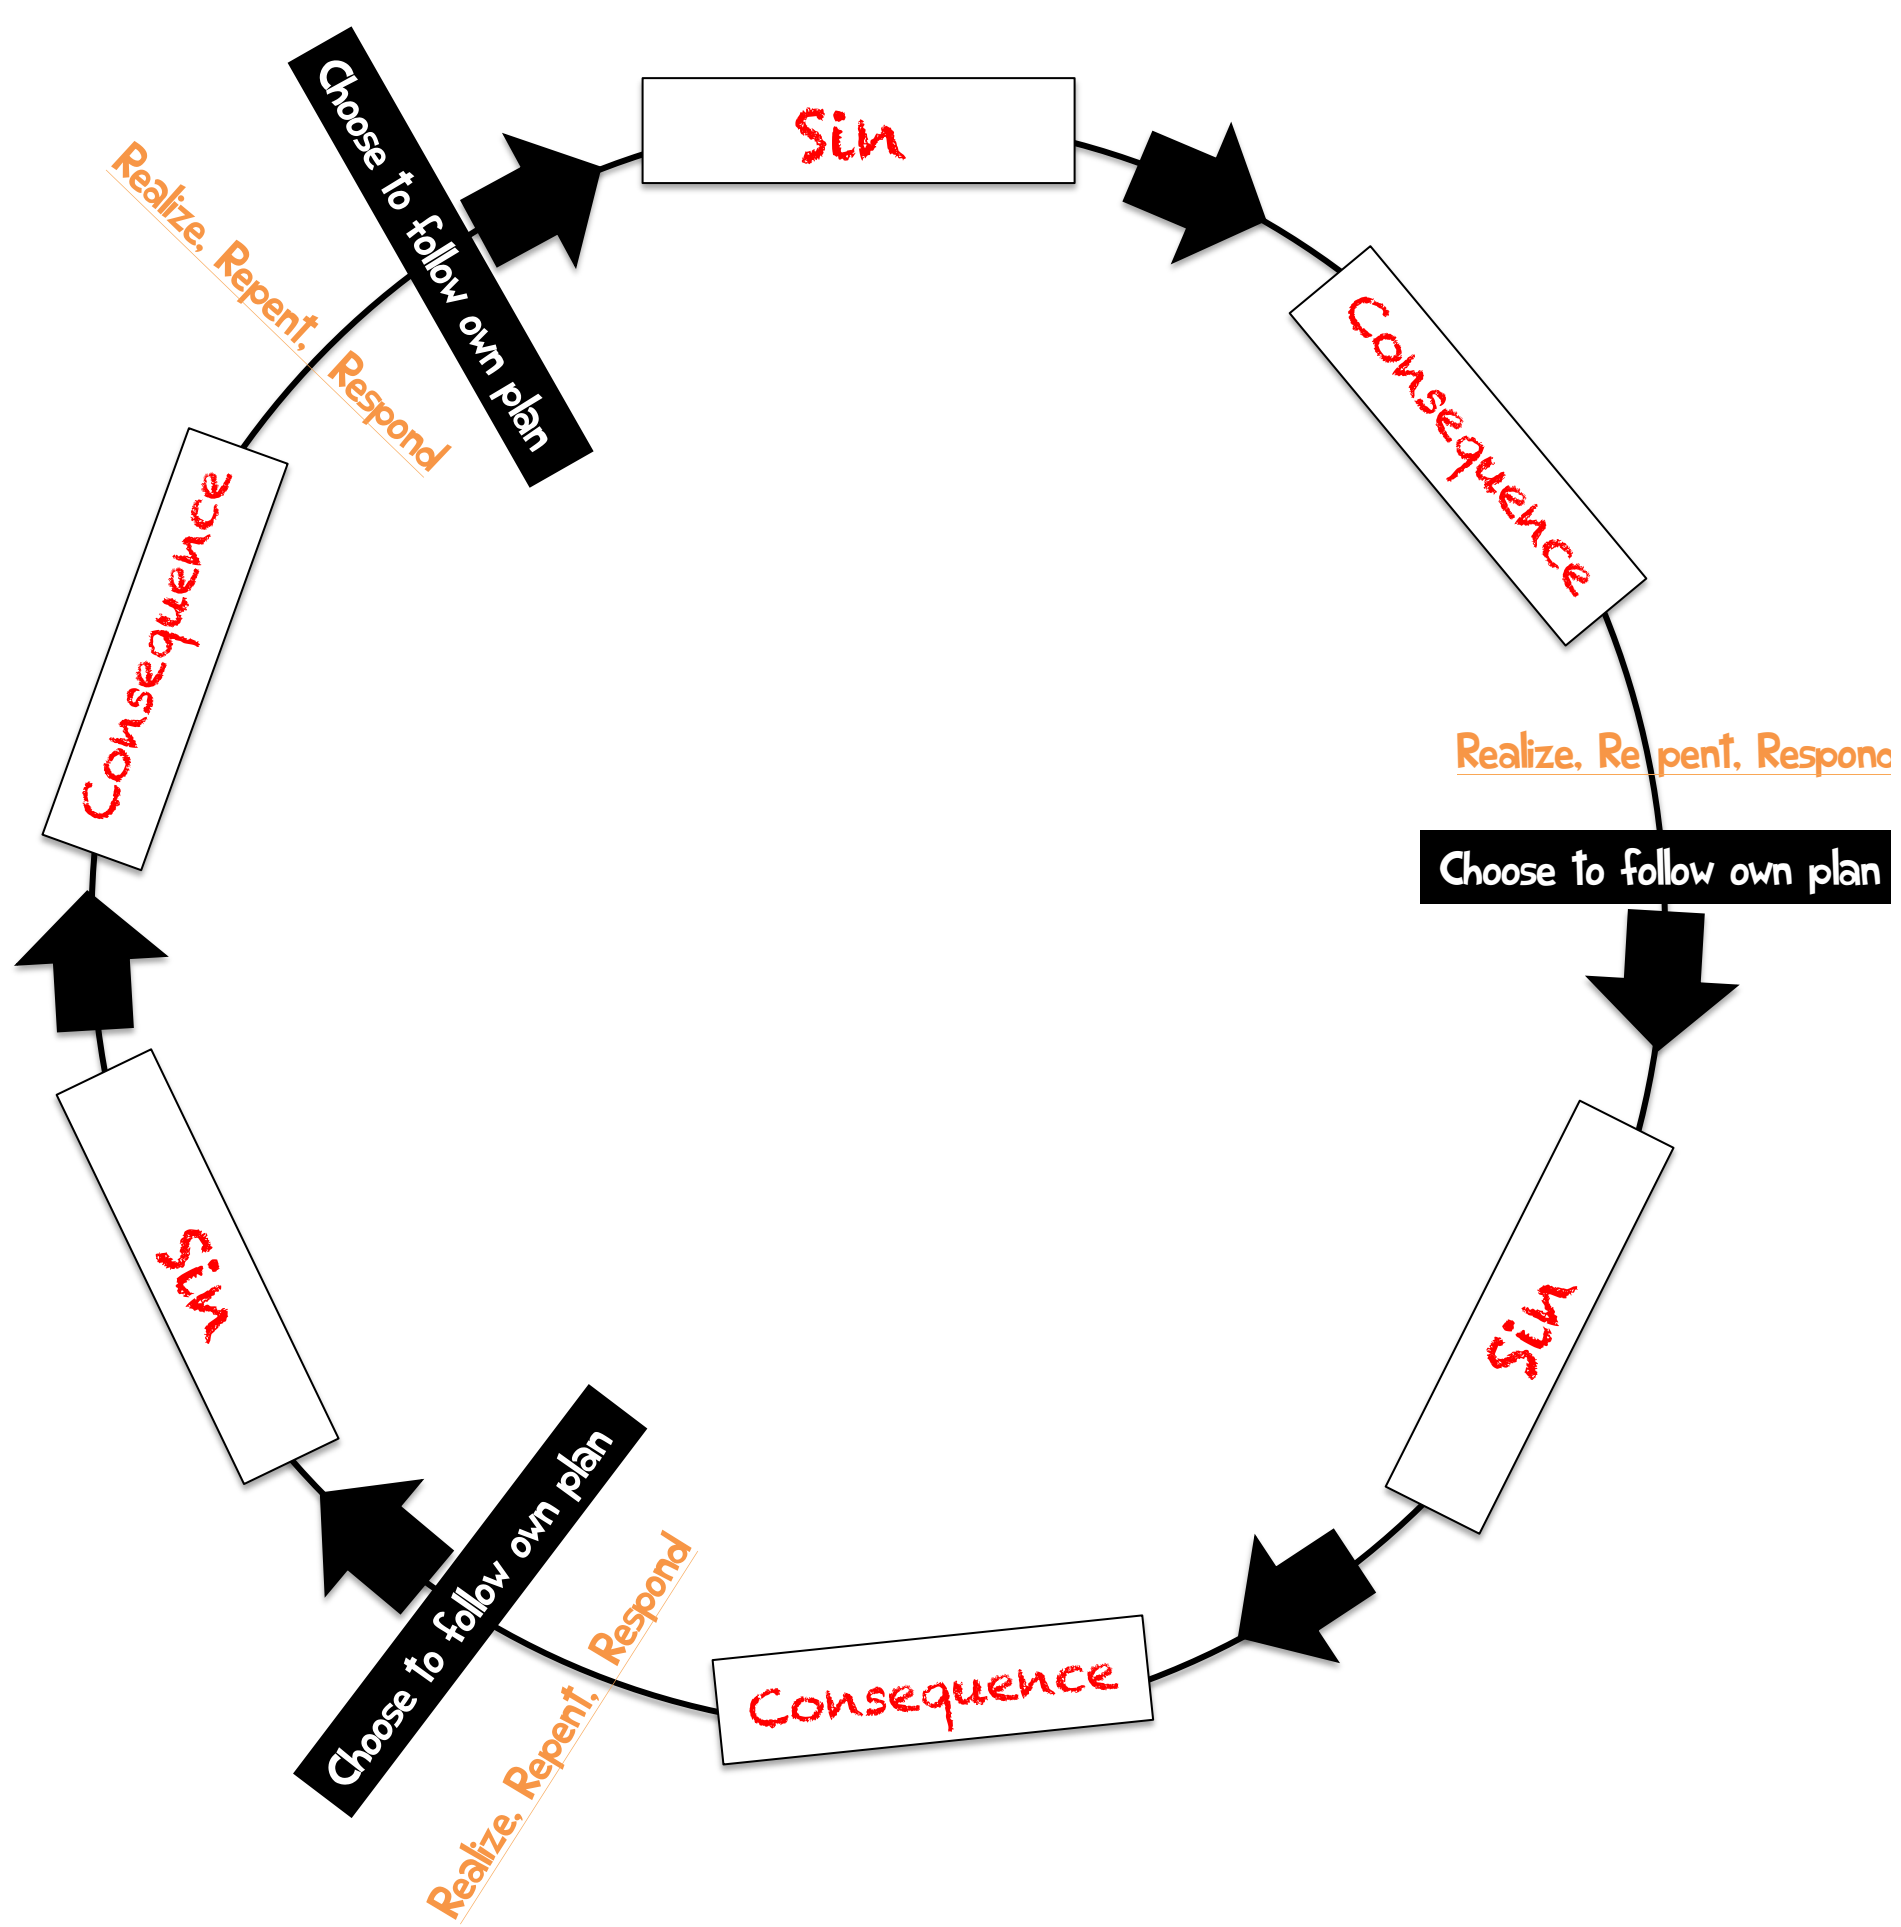 Sin
Consequence
Realize, Re pent, Respond
Choose to follow own plan
Sin
Consequence
Realize, Repent, Respond
Choose to follow own plan
Sin
Consequence
Realize, Repent, Respond
Choose to follow own plan